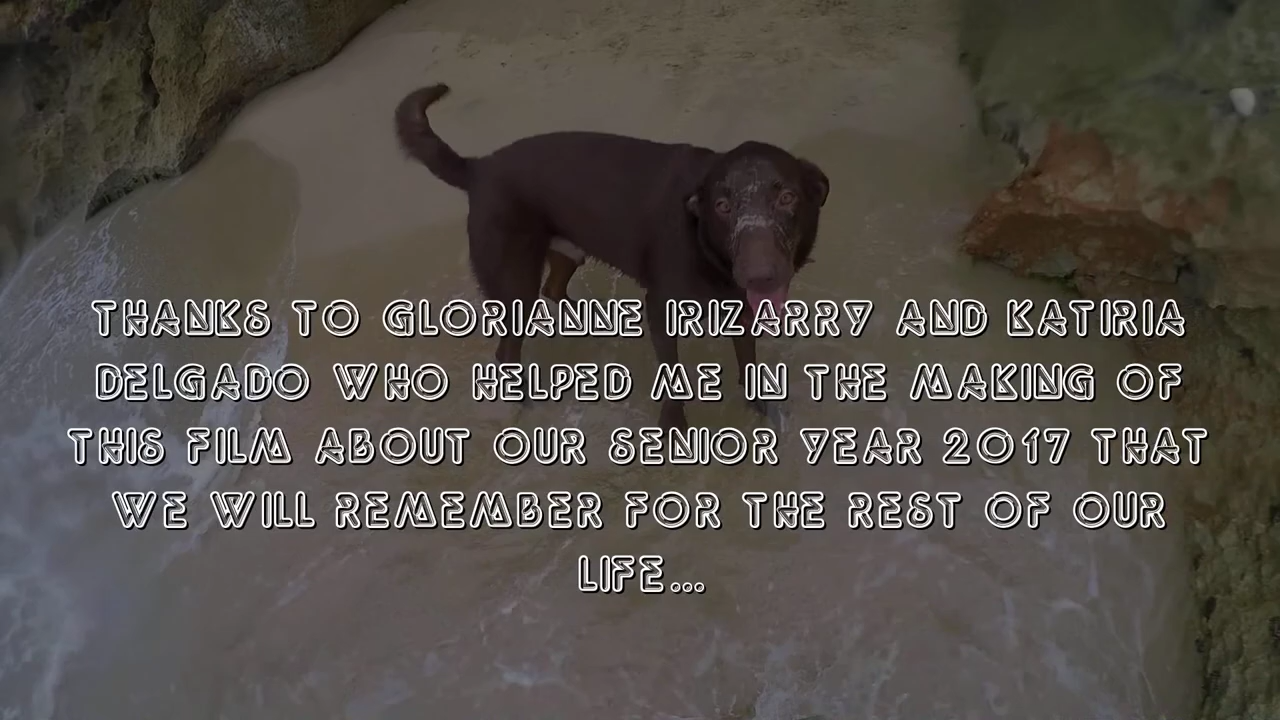 THANKS TO GLORIANNE IRIZARRY AND KATIRIA
DELGADO WHO HELPED ME IN THE MAKING OF
THIS FILM ABOUT OUR SENIOR YEAR 2017 THAT
WE WILL REMEMBER FOR THE REST OF OUR
LIFE...